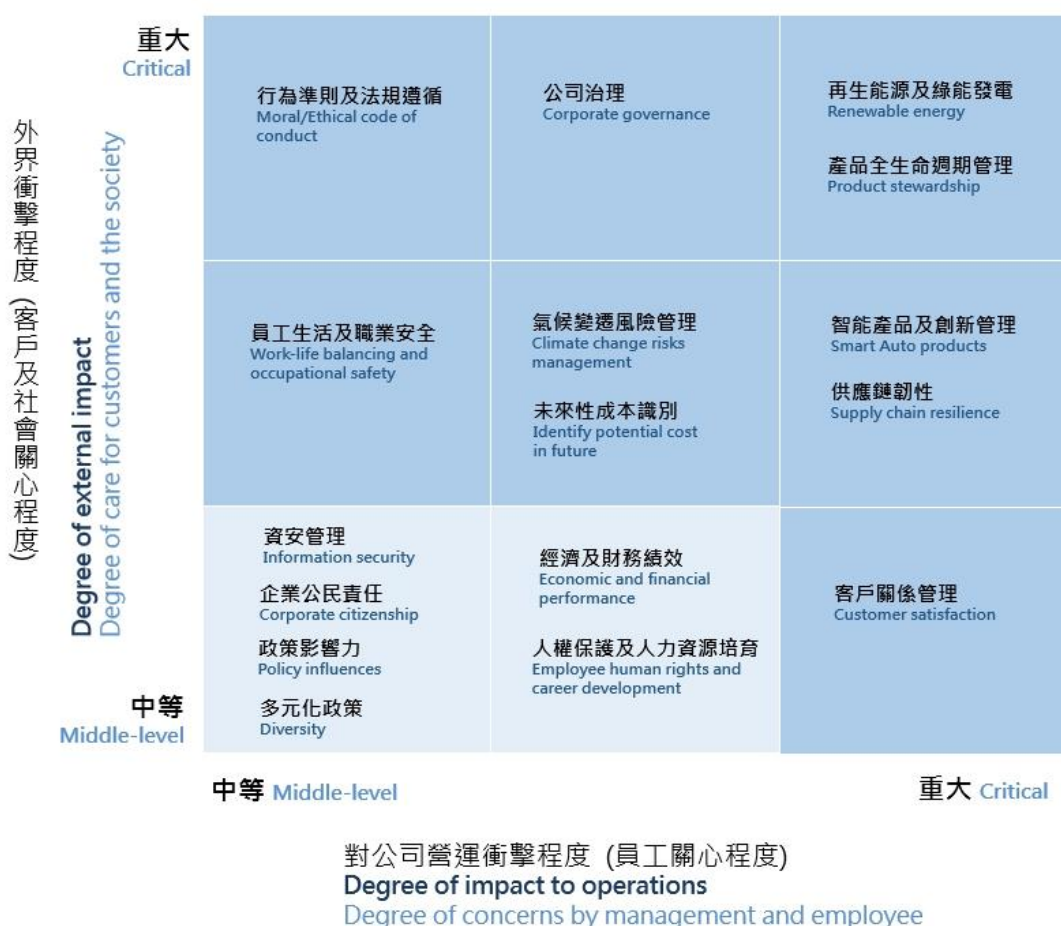 重大
Critical
外界衝擊程度 (客戶及社會關心程度)
Degree of external impact
Degree of care for customers and the society
行為準則及法規遵循
Moral/Ethical code of
conduct
公司治理
Corporate governance
再生能源及綠能發電
Renewable energy
產品全生命週期管理
Product stewardship
員工生活及職業安全
Work-life balancing and
occupational safety
氣候變遷風險管理
Climate change risks
management
未來性成本識別
Identify potential cost
in future
智能產品及創新管理
Smart Auto products
供應鏈韌性
Supply chain resilience
資安管理
Information security
企業公民責任
Corporate citizenship
政策影響力
Policy influences
多元化政策
Diversity
經濟及財務績效
Economic and financial
performance
人權保護及人力資源培育
Employee human rights and
career development
客戶關係管理
Customer satisfaction
中等
Middle-level
中等 Middle-level
重大 Critical
對公司營運衝擊程度 (員工關心程度)
Degree of impact to operations
Degree of concerns by management and employee